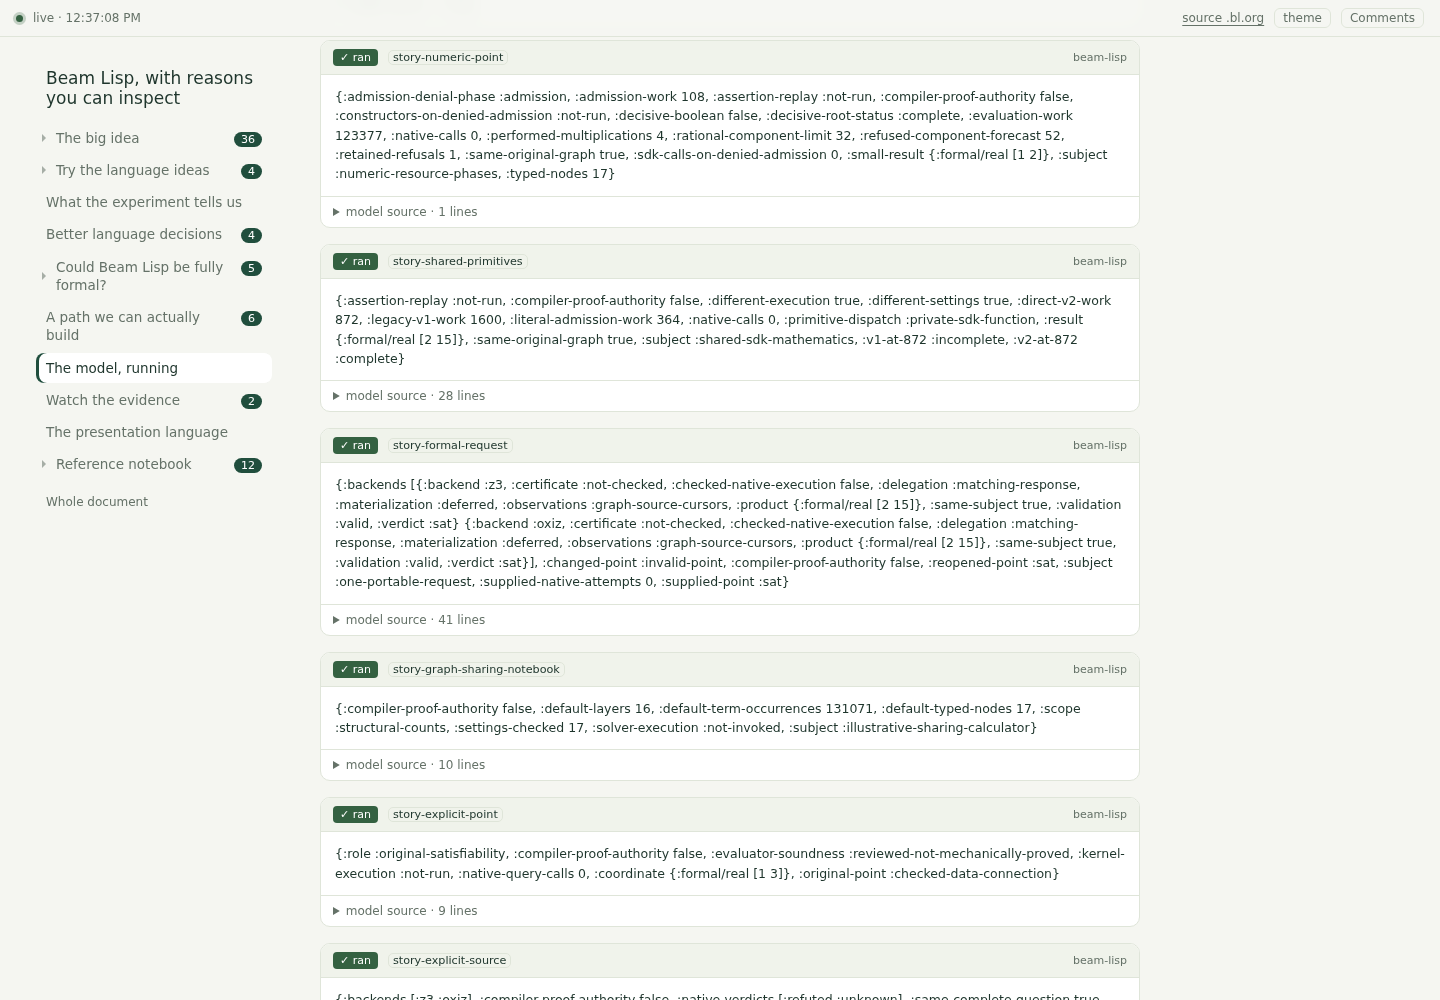 live · 12:37:08 PM
source .bl.org
theme
Comments
Beam Lisp, with reasons
you can inspect
The big idea 36
Try the language ideas 4
What the experiment tells us
Better language decisions 4
Could Beam Lisp be fully 5
formal?
A path we can actually 6
build
The model, running
Watch the evidence 2
The presentation language
Reference notebook 12
Whole document
✓ ran story-numeric-point beam-lisp
{:admission-denial-phase :admission, :admission-work 108, :assertion-replay :not-run, :compiler-proof-authority false,
:constructors-on-denied-admission :not-run, :decisive-boolean false, :decisive-root-status :complete, :evaluation-work
123377, :native-calls 0, :performed-multiplications 4, :rational-component-limit 32, :refused-component-forecast 52,
:retained-refusals 1, :same-original-graph true, :sdk-calls-on-denied-admission 0, :small-result {:formal/real [1 2]}, :subject
:numeric-resource-phases, :typed-nodes 17}
▶ model source · 1 lines
✓ ran story-shared-primitives beam-lisp
{:assertion-replay :not-run, :compiler-proof-authority false, :different-execution true, :different-settings true, :direct-v2-work
872, :legacy-v1-work 1600, :literal-admission-work 364, :native-calls 0, :primitive-dispatch :private-sdk-function, :result
{:formal/real [2 15]}, :same-original-graph true, :subject :shared-sdk-mathematics, :v1-at-872 :incomplete, :v2-at-872
:complete}
▶ model source · 28 lines
✓ ran story-formal-request beam-lisp
{:backends [{:backend :z3, :certificate :not-checked, :checked-native-execution false, :delegation :matching-response,
:materialization :deferred, :observations :graph-source-cursors, :product {:formal/real [2 15]}, :same-subject true, :validation
:valid, :verdict :sat} {:backend :oxiz, :certificate :not-checked, :checked-native-execution false, :delegation :matching-
response, :materialization :deferred, :observations :graph-source-cursors, :product {:formal/real [2 15]}, :same-subject true,
:validation :valid, :verdict :sat}], :changed-point :invalid-point, :compiler-proof-authority false, :reopened-point :sat, :subject
:one-portable-request, :supplied-native-attempts 0, :supplied-point :sat}
▶ model source · 41 lines
✓ ran story-graph-sharing-notebook beam-lisp
{:compiler-proof-authority false, :default-layers 16, :default-term-occurrences 131071, :default-typed-nodes 17, :scope
:structural-counts, :settings-checked 17, :solver-execution :not-invoked, :subject :illustrative-sharing-calculator}
▶ model source · 10 lines
✓ ran story-explicit-point beam-lisp
{:role :original-satisfiability, :compiler-proof-authority false, :evaluator-soundness :reviewed-not-mechanically-proved, :kernel-
execution :not-run, :native-query-calls 0, :coordinate {:formal/real [1 3]}, :original-point :checked-data-connection}
▶ model source · 9 lines
✓ ran story-explicit-source beam-lisp
{:backends [:z3 :oxiz], :compiler-proof-authority false, :native-verdicts [:refuted :unknown], :same-complete-question true,